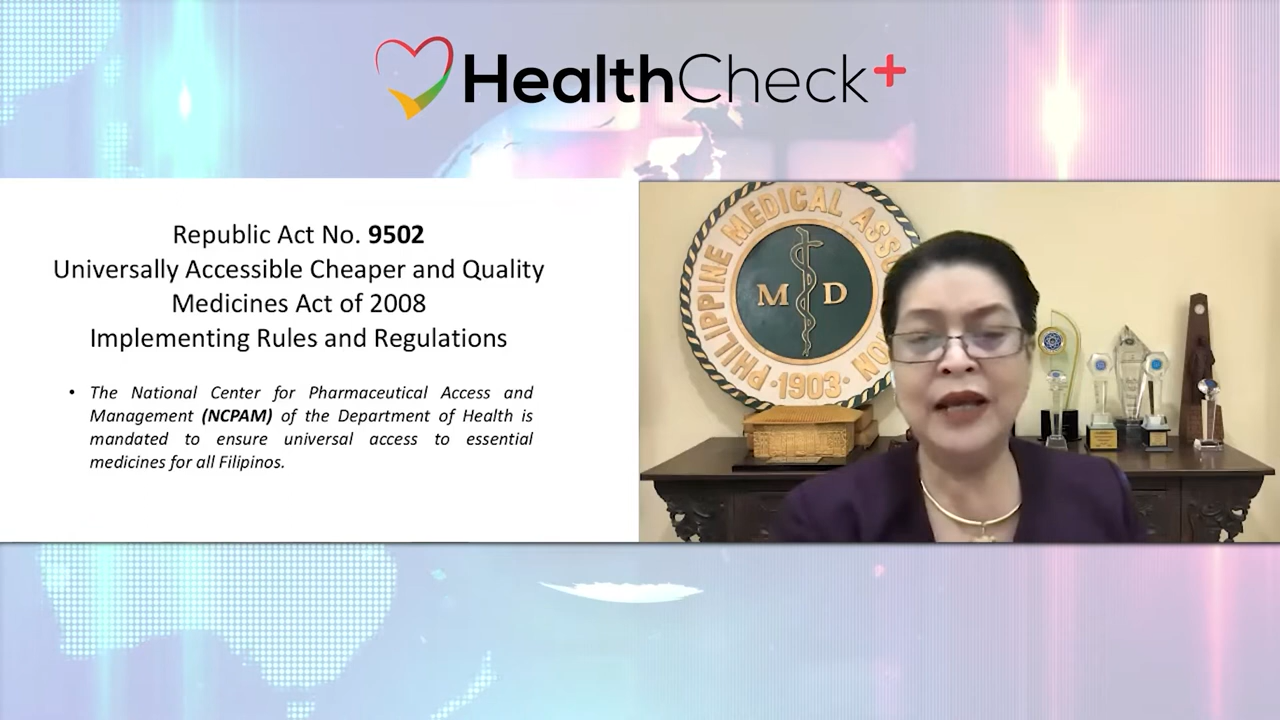 HealthCheck+
Republic Act No. 9502
Universally Accessible Cheaper and Quality
Medicines Act of 2008
Implementing Rules and Regulations
• The National Center for Pharmaceutical Access and
Management (NCPAM) of the Department of Health is
mandated to ensure universal access to essential
medicines for all Filipinos.
PHILIPPINE MEDICAL ASSO ION
M D
·1903·